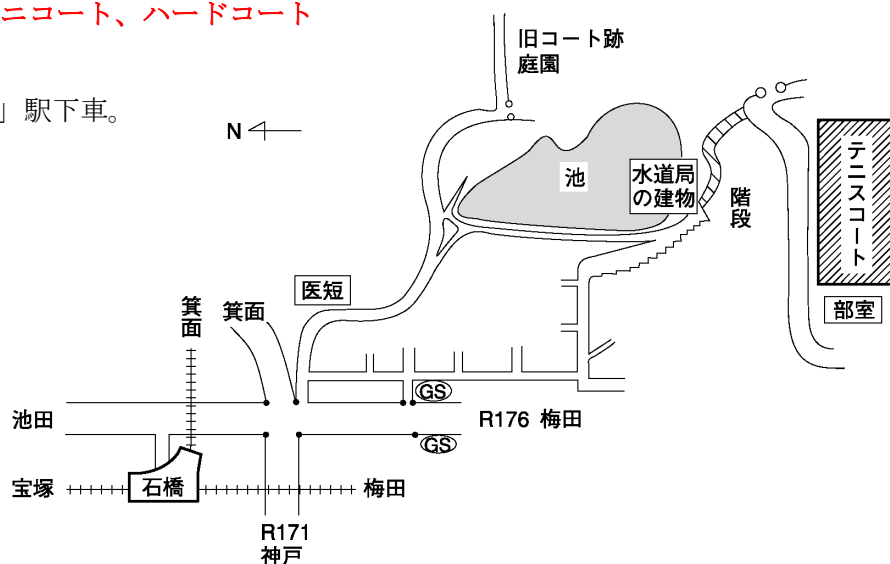 ニコート、ハードコート
」駅下車。
旧コート跡
庭園
N
池
水道局
の建物
階段
テニスコート
部室
医短
箕面
箕面
池田
GS
R176 梅田
GS
宝塚
石橋
梅田
R171
神戸